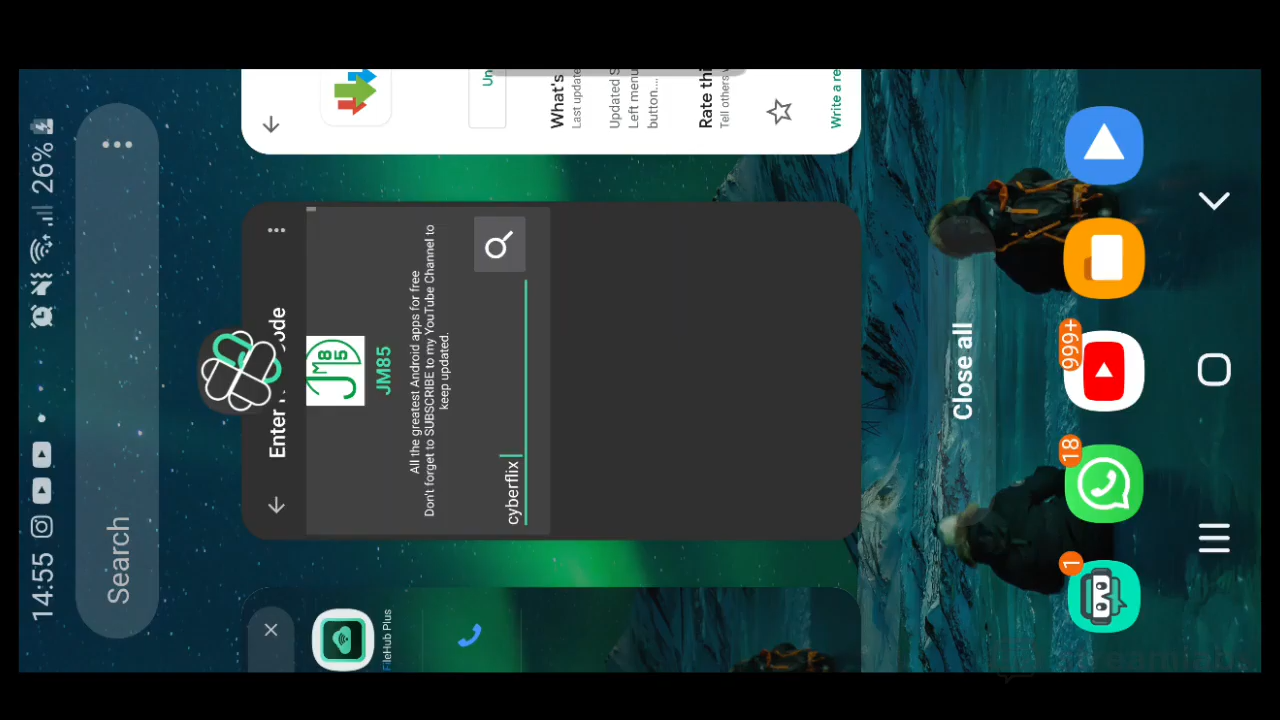 14:55
26%
Search
Un
What's
Last update
Updated S
Left menu
button...
Rate thi
Tell others
Write a re
Enter
ode
JM85
JM85
All the greatest Android apps for free
Don't forget to SUBSCRIBE to my YouTube Channel to
keep updated.
cyberflix
FileHub Plus
Close all
999+
18
1